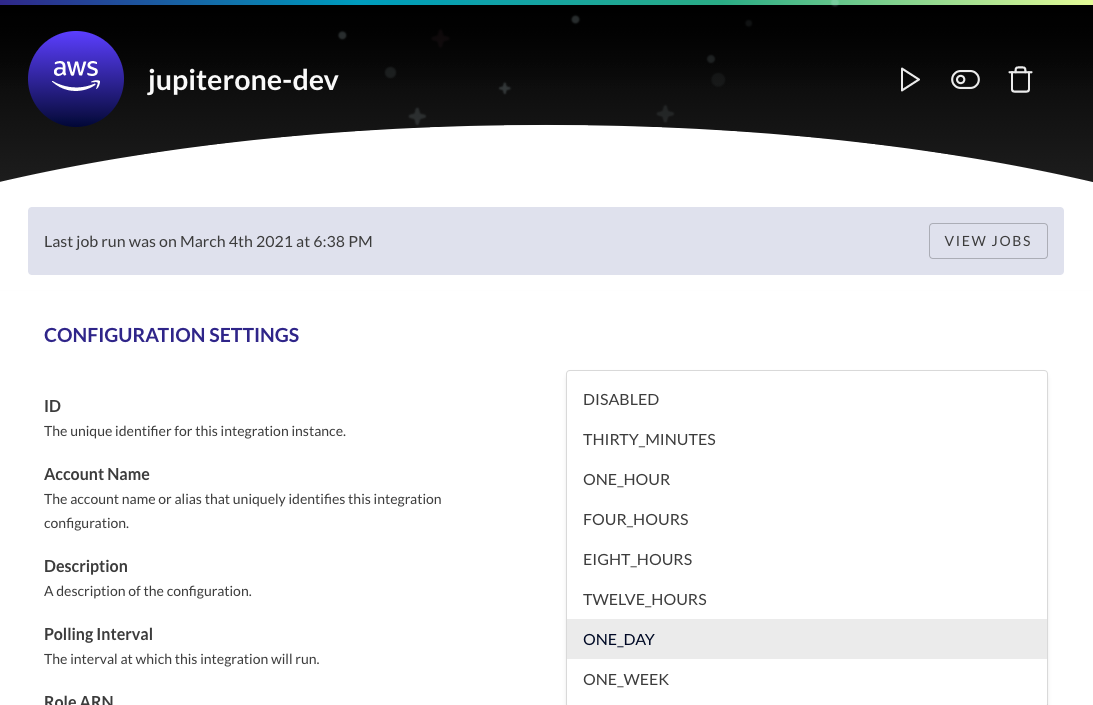 aws
jupiterone-dev
Last job run was on March 4th 2021 at 6:38 PM
VIEW JOBS
CONFIGURATION SETTINGS
ID
The unique identifier for this integration instance.
Account Name
The account name or alias that uniquely identifies this integration
configuration.
Description
A description of the configuration.
Polling Interval
The interval at which this integration will run.
Role ARN
DISABLED
THIRTY_MINUTES
ONE_HOUR
FOUR_HOURS
EIGHT_HOURS
TWELVE_HOURS
ONE_DAY
ONE_WEEK